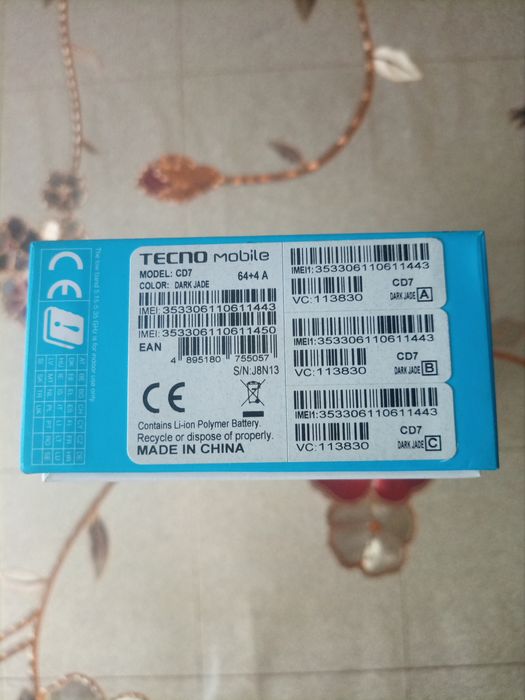 TECNO mobile
MODEL: CD7 64+4 A
COLOR: DARK JADE
IMEI: 353306110611443
IMEI: 353306110611450
EAN
4 895180 755057
S/N:J8N13
CE
Contains Li-ion Polymer Battery.
Recycle or dispose of properly.
MADE IN CHINA
IMEI1:353306110611443
CD7
VC:113830 DARK JADE A
IMEI1:353306110611443
CD7
VC:113830 DARK JADE B
IMEI1:353306110611443
CD7
VC:113830 DARK JADE C
CE